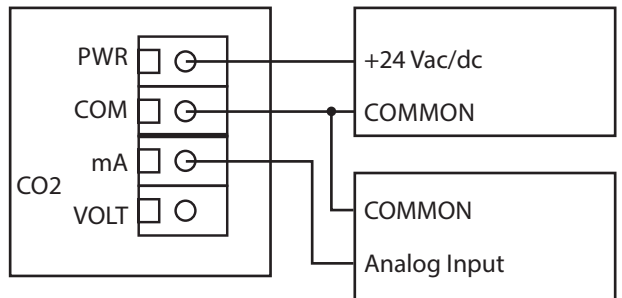 PWR
COM
mA
CO2
VOLT
+24 Vac/dc
COMMON
COMMON
Analog Input